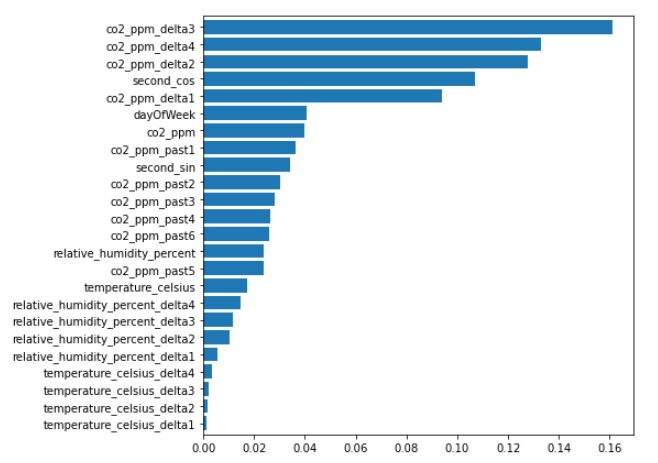 co2_ppm_delta3
co2_ppm_delta4
co2_ppm_delta2
second_cos
co2_ppm_delta1
dayOfWeek
co2_ppm
co2_ppm_past1
second_sin
co2_ppm_past2
co2_ppm_past3
co2_ppm_past4
co2_ppm_past6
relative_humidity_percent
co2_ppm_past5
temperature_celsius
relative_humidity_percent_delta4
relative_humidity_percent_delta3
relative_humidity_percent_delta2
relative_humidity_percent_delta1
temperature_celsius_delta4
temperature_celsius_delta3
temperature_celsius_delta2
temperature_celsius_delta1
0.00 0.02 0.04 0.06 0.08 0.10 0.12 0.14 0.16